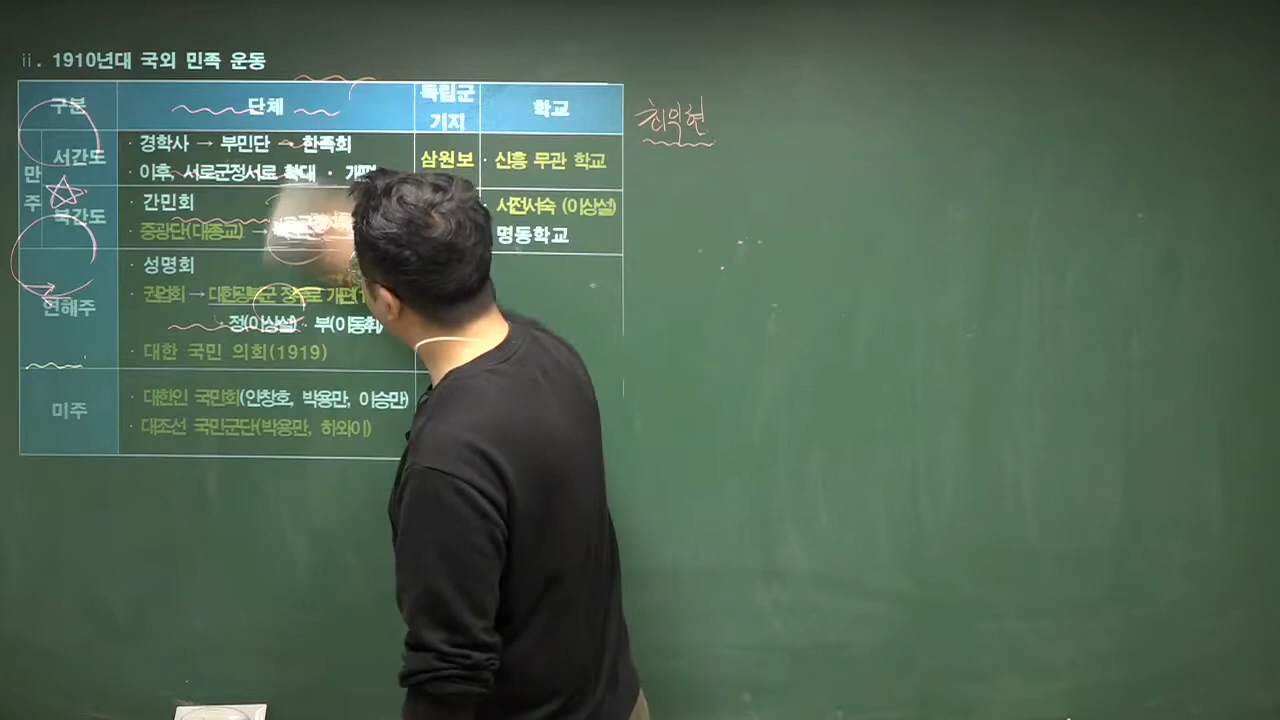 ⅱ. 1910년대 국외 민족 운동
구분 단체 독립군 기지 학교
만주
서간도
· 경학사 → 부민단 → 한족회
· 이후, 서로군정서로 확대 · 개편
삼원보
· 신흥 무관 학교
북간도
· 간민회
· 중광단(대종교) →
· 서전서숙 (이상설)
명동학교
연해주
· 성명회
· 권업회 → 대한광복군 정부로 개편
정(이상설) · 부(이동휘)
· 대한 국민 의회(1919)
미주
· 대한인 국민회(안창호, 박용만, 이승만)
· 대조선 국민군단(박용만, 하와이)
최익현